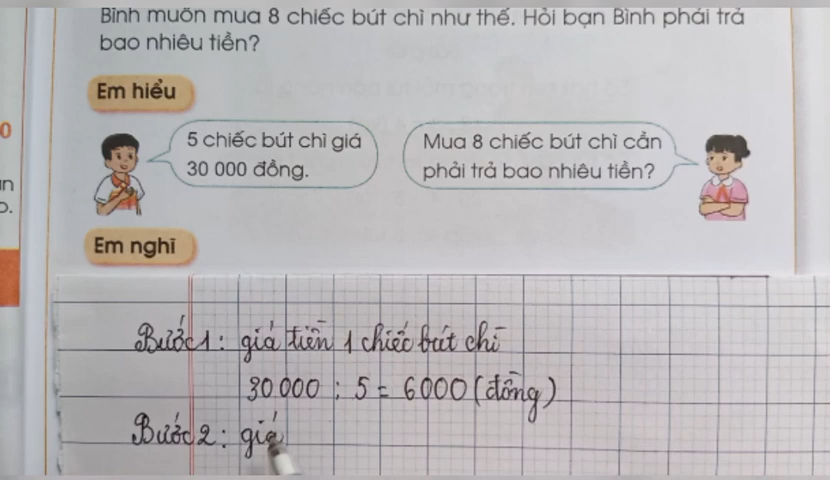 Bình muốn mua 8 chiếc bút chì như thế. Hỏi bạn Bình phải trả
bao nhiêu tiền?
Em hiểu
5 chiếc bút chì giá
30 000 đồng.
Mua 8 chiếc bút chì cần
phải trả bao nhiêu tiền?
Em nghĩ
Bước 1: giá tiền 1 chiếc bút chì
30 000 : 5 = 6000 (đồng)
Bước 2: giá